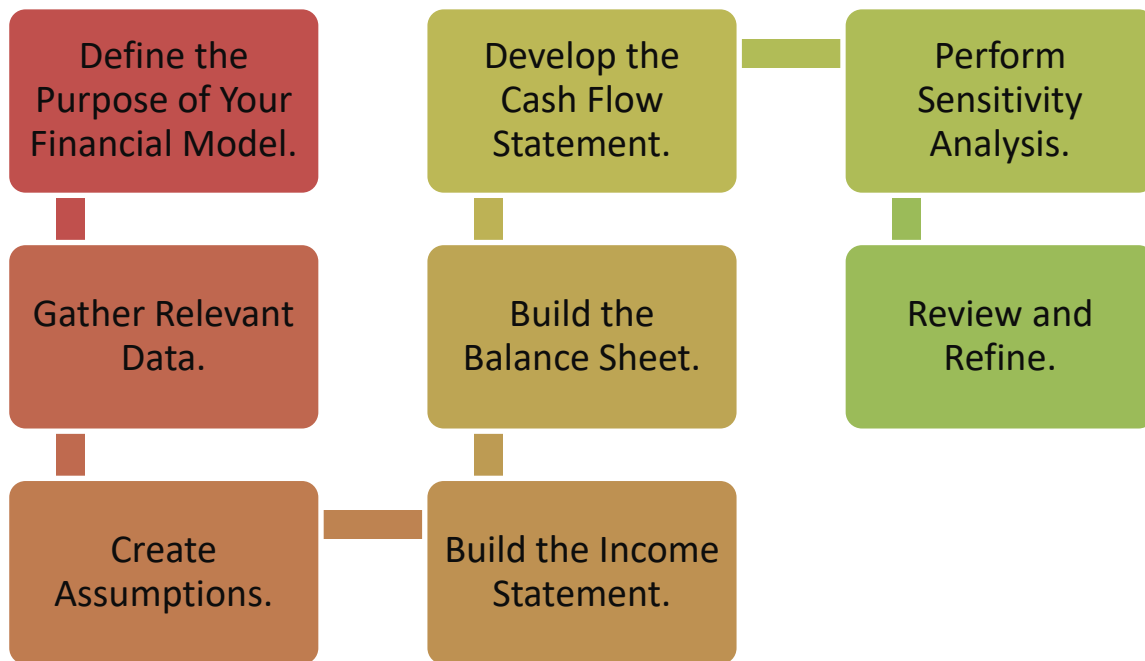 Define the
Purpose of Your
Financial Model.
Gather Relevant
Data.
Create
Assumptions.
Build the Income
Statement.
Build the
Balance Sheet.
Develop the
Cash Flow
Statement.
Perform
Sensitivity
Analysis.
Review and
Refine.